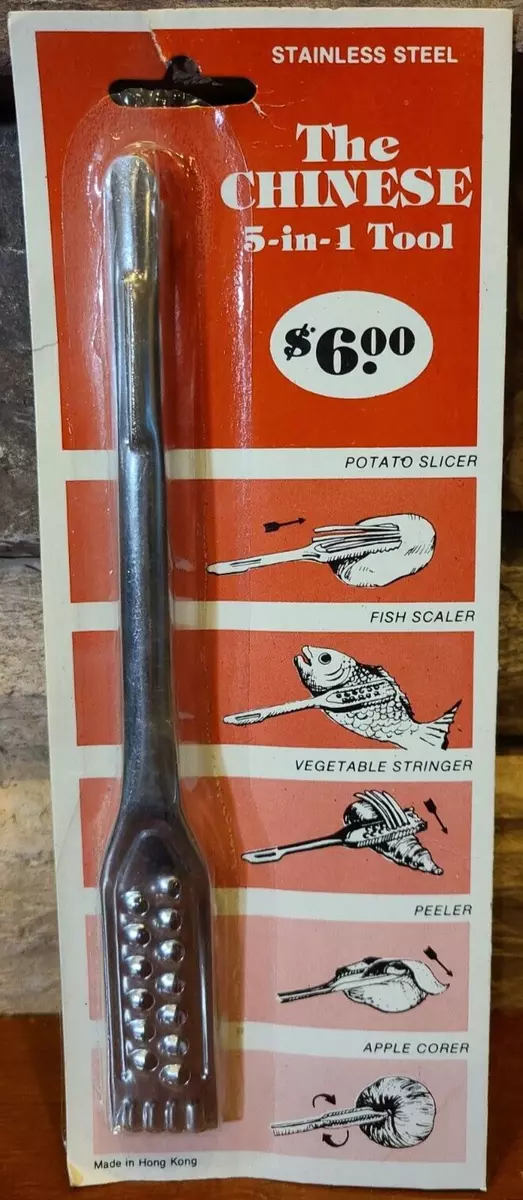 STAINLESS STEEL
The
CHINESE
5-in-1 Tool
$6.00
POTATO SLICER
FISH SCALER
VEGETABLE STRINGER
PEELER
APPLE CORER
Made in Hong Kong